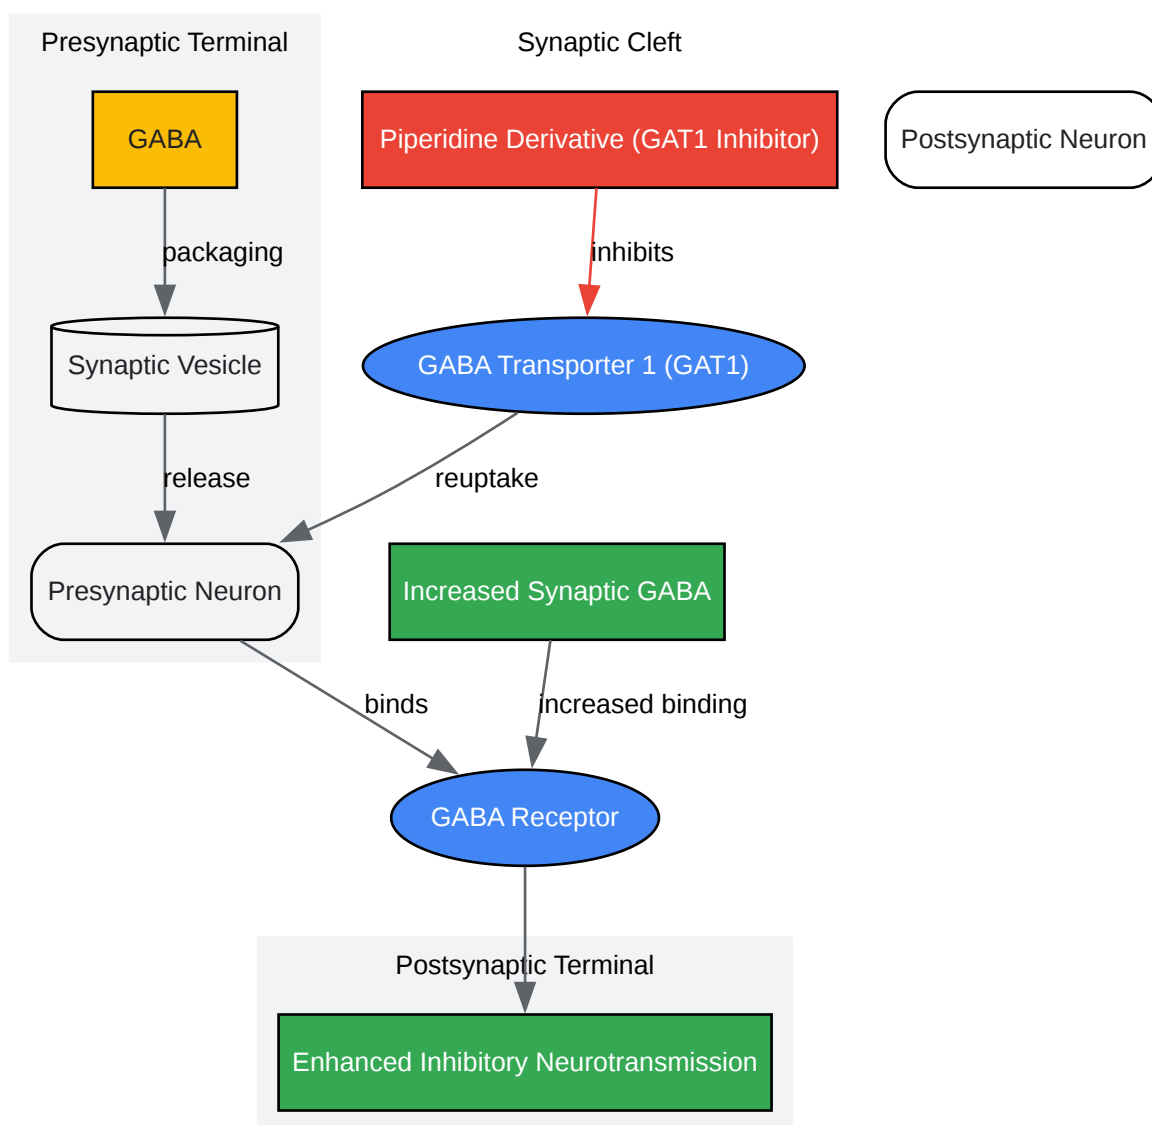 Presynaptic Terminal
Synaptic Cleft
GABA
Piperidine Derivative (GAT1 Inhibitor)
Postsynaptic Neuron
packaging
inhibits
Synaptic Vesicle
GABA Transporter 1 (GAT1)
release
reuptake
Presynaptic Neuron
Increased Synaptic GABA
binds
increased binding
GABA Receptor
Postsynaptic Terminal
Enhanced Inhibitory Neurotransmission